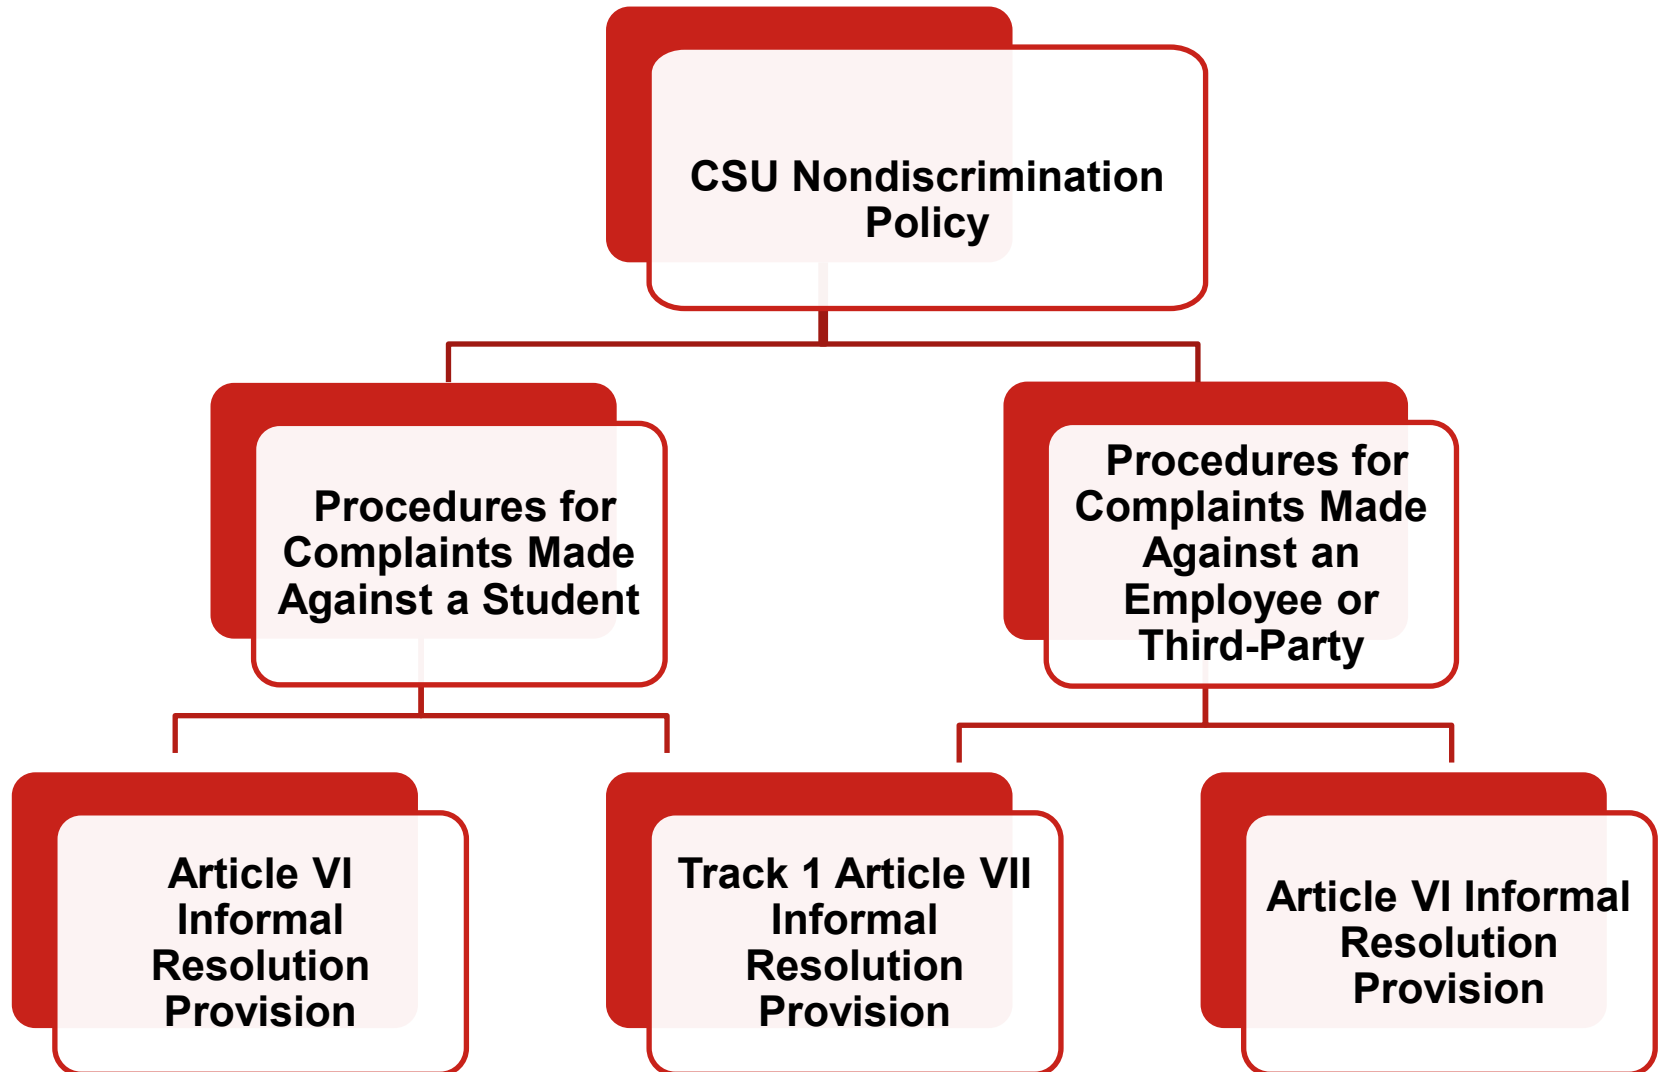 CSU Nondiscrimination
Policy
Procedures for
Complaints Made
Against a Student
Procedures for
Complaints Made
Against an
Employee or
Third-Party
Article VI
Informal
Resolution
Provision
Track 1 Article VII
Informal
Resolution
Provision
Article VI Informal
Resolution
Provision